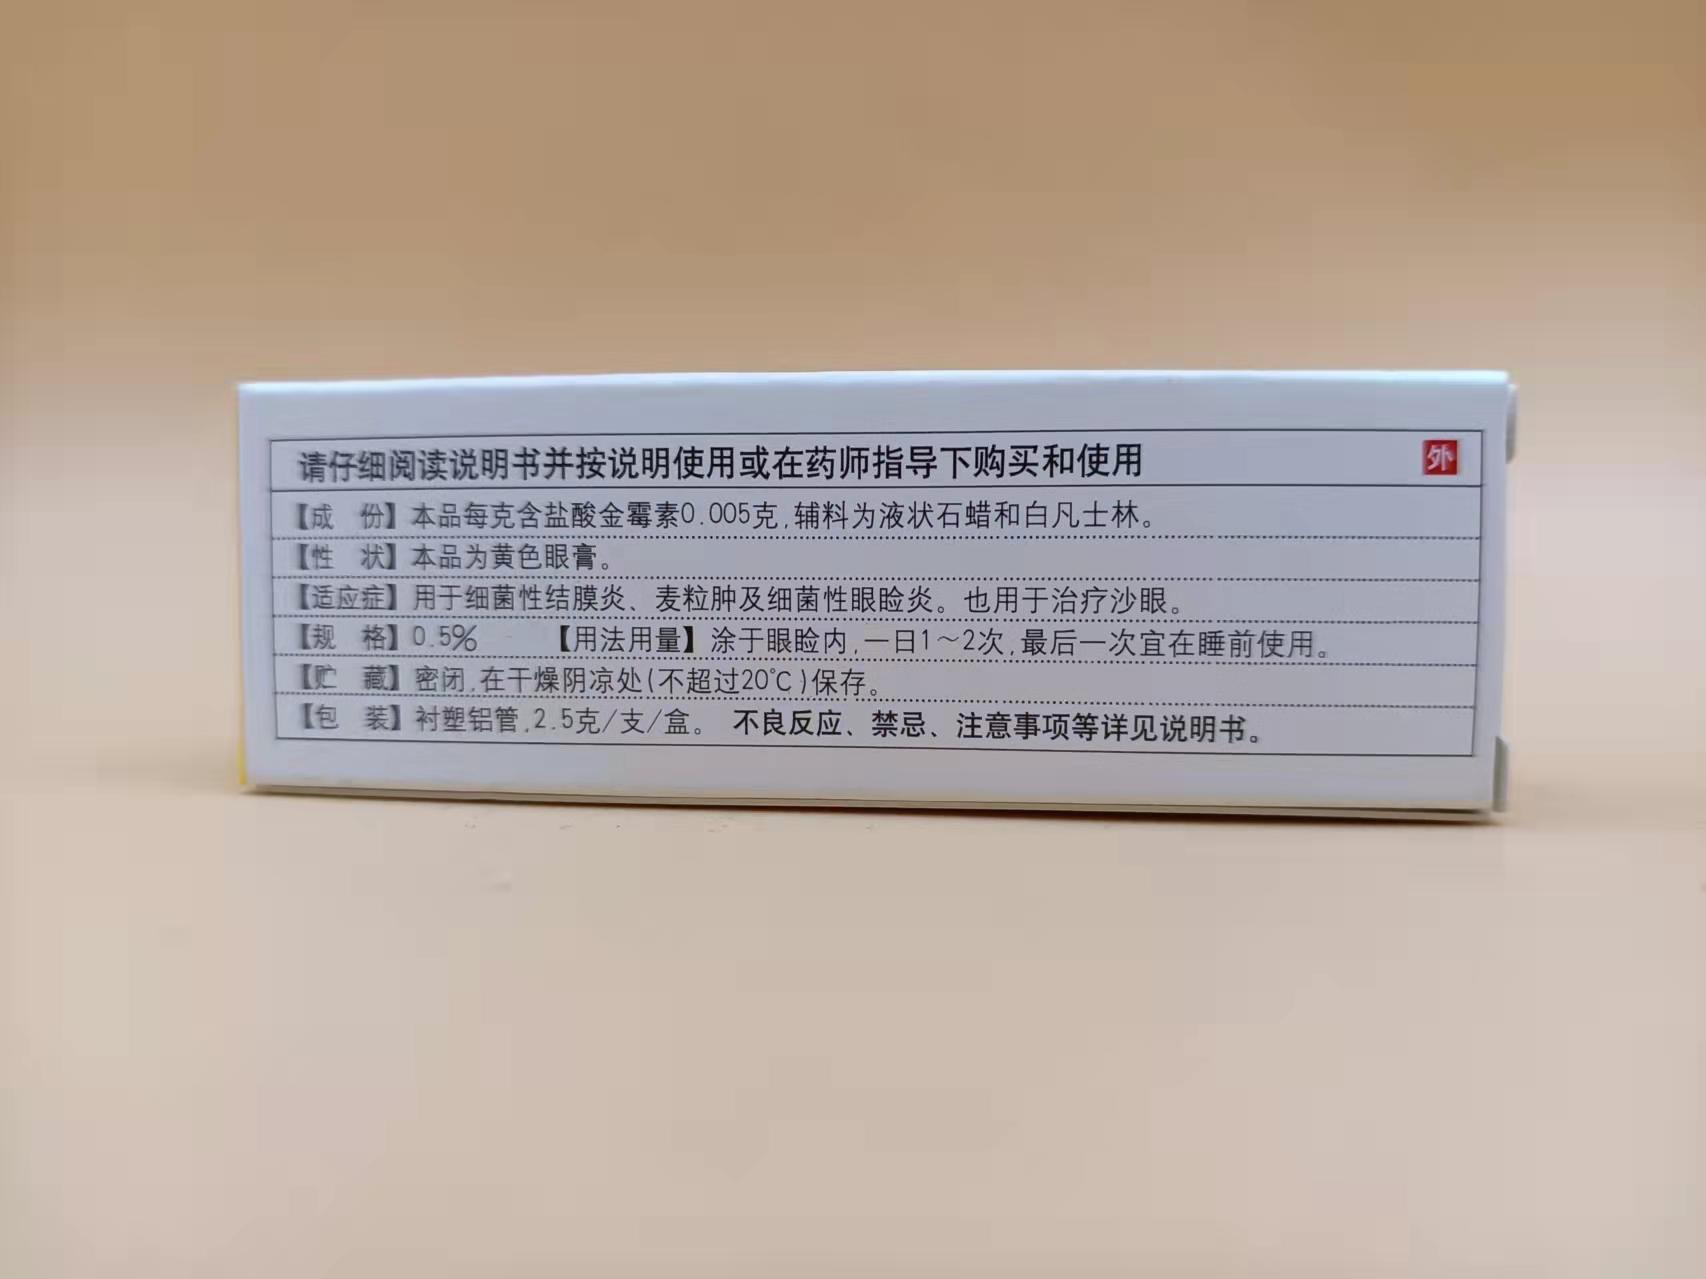 请仔细阅读说明书并按说明使用或在药师指导下购买和使用 外
【成 份】本品每克含盐酸金霉素0.005克,辅料为液状石蜡和白凡士林。
【性 状】本品为黄色眼膏。
【适应症】用于细菌性结膜炎、麦粒肿及细菌性眼睑炎。也用于治疗沙眼。
【规 格】0.5% 【用法用量】涂于眼睑内,一日1～2次,最后一次宜在睡前使用。
【贮 藏】密闭,在干燥阴凉处(不超过20℃)保存。
【包 装】衬塑铝管,2.5克/支/盒。 不良反应、禁忌、注意事项等详见说明书。